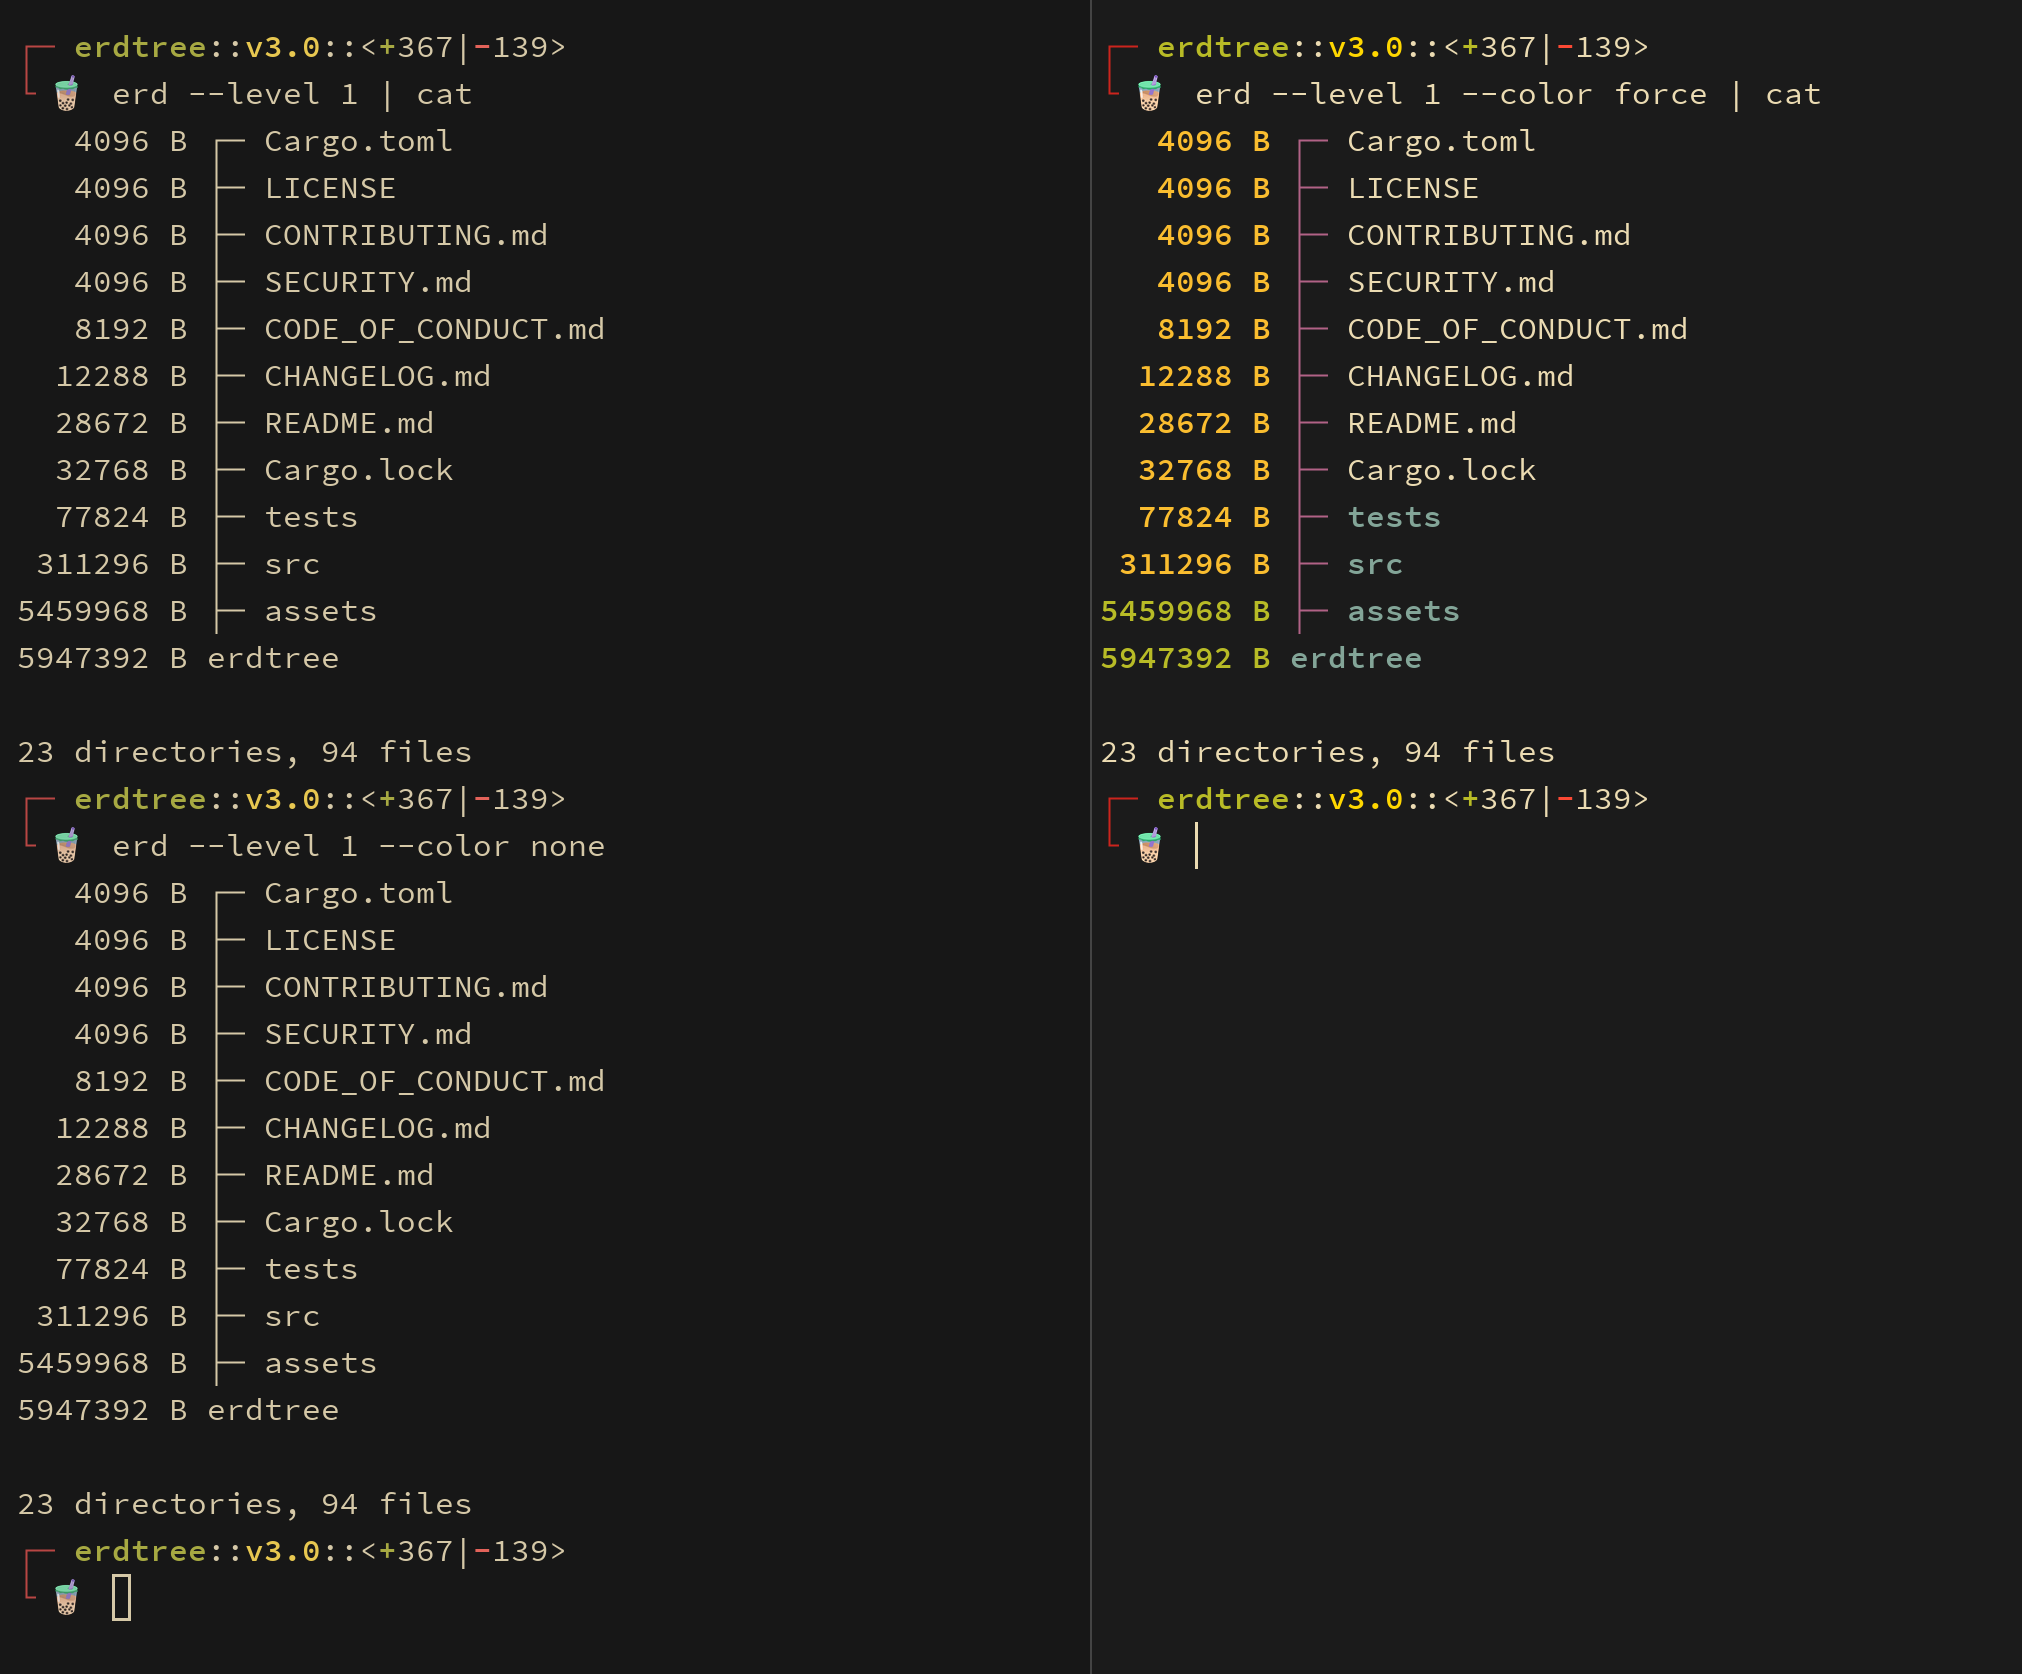 erdtree::v3.0::<+367|-139>
erd --level 1 | cat
4096 B ┌─ Cargo.toml
4096 B ├─ LICENSE
4096 B ├─ CONTRIBUTING.md
4096 B ├─ SECURITY.md
8192 B ├─ CODE_OF_CONDUCT.md
12288 B ├─ CHANGELOG.md
28672 B ├─ README.md
32768 B ├─ Cargo.lock
77824 B ├─ tests
311296 B ├─ src
5459968 B ├─ assets
5947392 B erdtree
23 directories, 94 files
erdtree::v3.0::<+367|-139>
erd --level 1 --color none
4096 B ┌─ Cargo.toml
4096 B ├─ LICENSE
4096 B ├─ CONTRIBUTING.md
4096 B ├─ SECURITY.md
8192 B ├─ CODE_OF_CONDUCT.md
12288 B ├─ CHANGELOG.md
28672 B ├─ README.md
32768 B ├─ Cargo.lock
77824 B ├─ tests
311296 B ├─ src
5459968 B ├─ assets
5947392 B erdtree
23 directories, 94 files
erdtree::v3.0::<+367|-139>
erdtree::v3.0::<+367|-139>
erd --level 1 --color force | cat
4096 B ┌─ Cargo.toml
4096 B ├─ LICENSE
4096 B ├─ CONTRIBUTING.md
4096 B ├─ SECURITY.md
8192 B ├─ CODE_OF_CONDUCT.md
12288 B ├─ CHANGELOG.md
28672 B ├─ README.md
32768 B ├─ Cargo.lock
77824 B ├─ tests
311296 B ├─ src
5459968 B ├─ assets
5947392 B erdtree
23 directories, 94 files
erdtree::v3.0::<+367|-139>